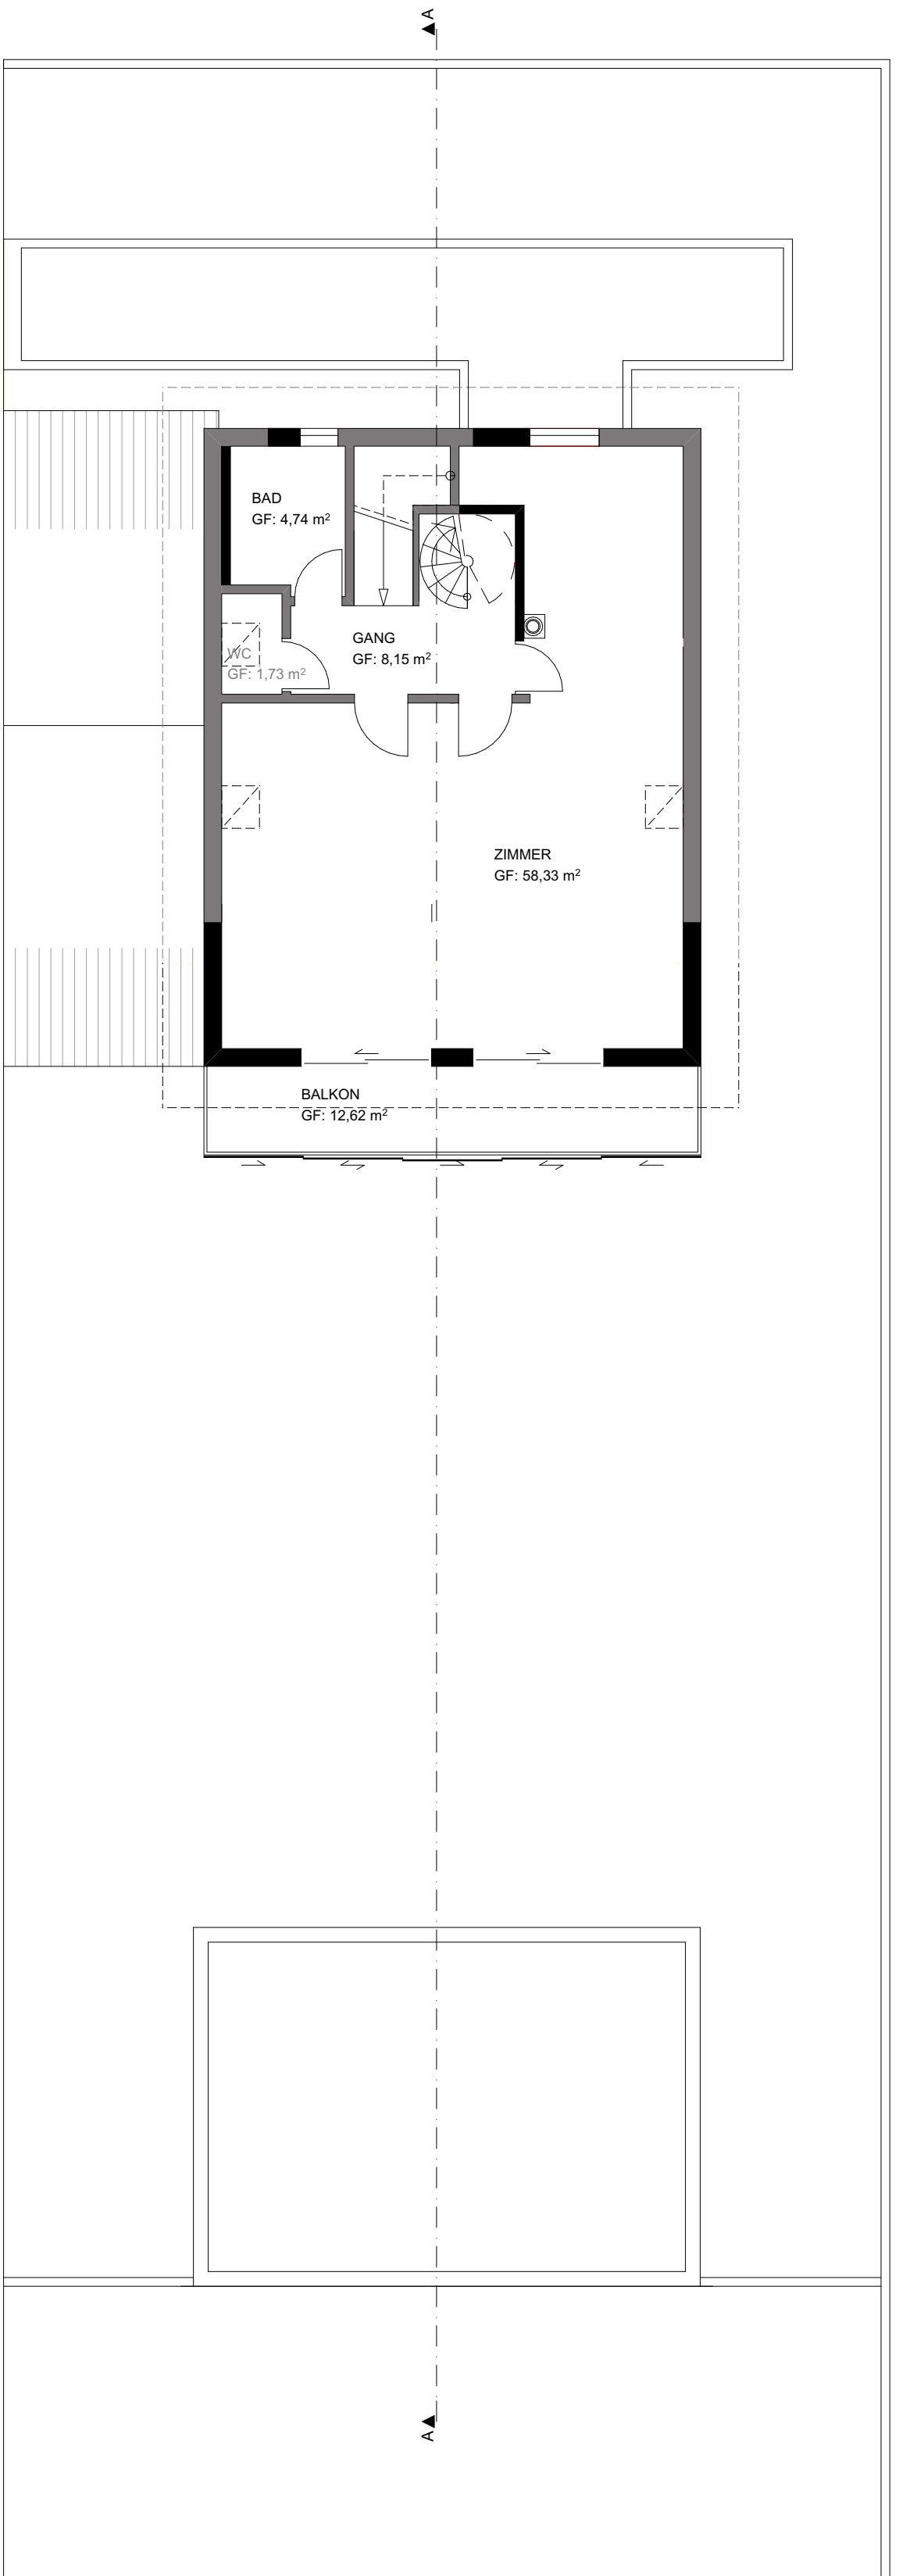 A
BAD
GF: 4,74 m²
GANG
GF: 8,15 m²
WC
GF: 1,73 m²
ZIMMER
GF: 58,33 m²
BALKON
GF: 12,62 m²
A